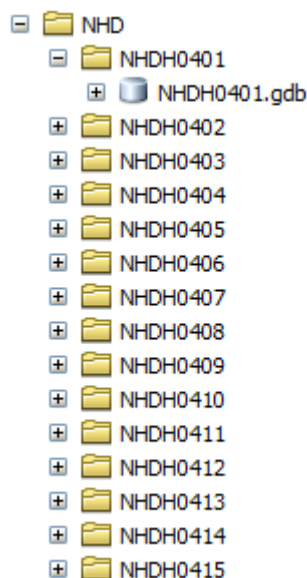 NHD
NHDH0401
NHDH0401.gdb
NHDH0402
NHDH0403
NHDH0404
NHDH0405
NHDH0406
NHDH0407
NHDH0408
NHDH0409
NHDH0410
NHDH0411
NHDH0412
NHDH0413
NHDH0414
NHDH0415